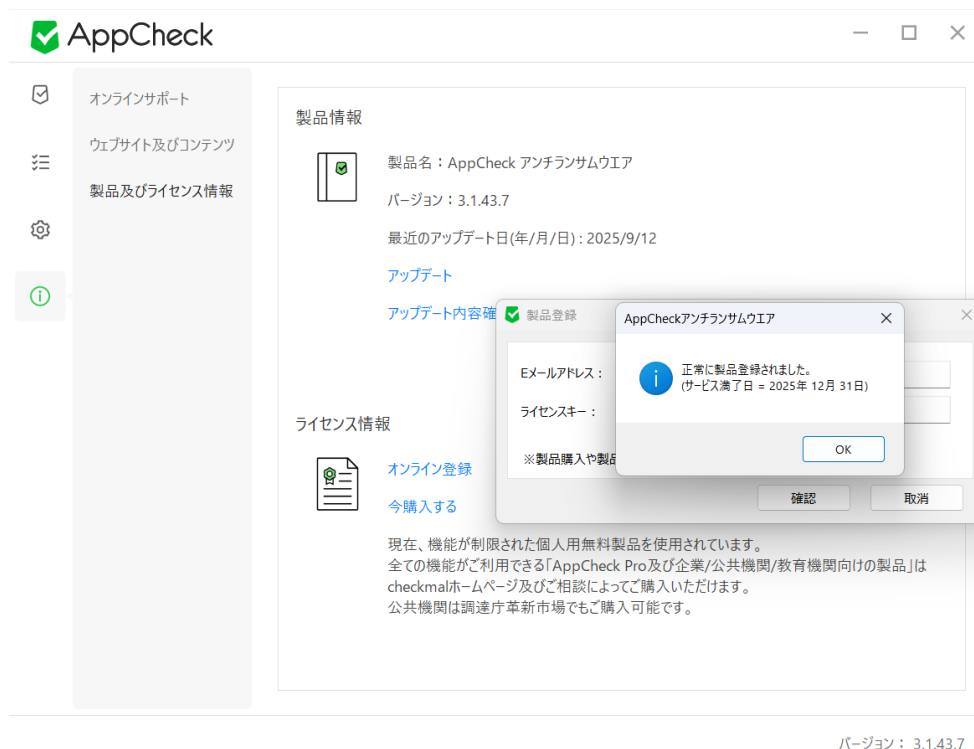 AppCheck
オンラインサポート
ウェブサイト及びコンテンツ
製品及びライセンス情報
製品情報
製品名：AppCheck アンチランサムウエア
バージョン：3.1.43.7
最近のアップデート日(年/月/日) : 2025/9/12
アップデート
アップデート内容確
製品登録
Eメールアドレス：
ライセンスキー：
※製品購入や製品
確認
取消
AppCheckアンチランサムウエア
正常に製品登録されました。
(サービス満了日 = 2025年 12月 31日)
OK
ライセンス情報
オンライン登録
今購入する
現在、機能が制限された個人用無料製品を使用されています。
全ての機能がご利用できる「AppCheck Pro及び企業/公共機関/教育機関向けの製品」は
checkmalホームページ及びご相談によってご購入いただけます。
公共機関は調達庁革新市場でもご購入可能です。
バージョン： 3.1.43.7